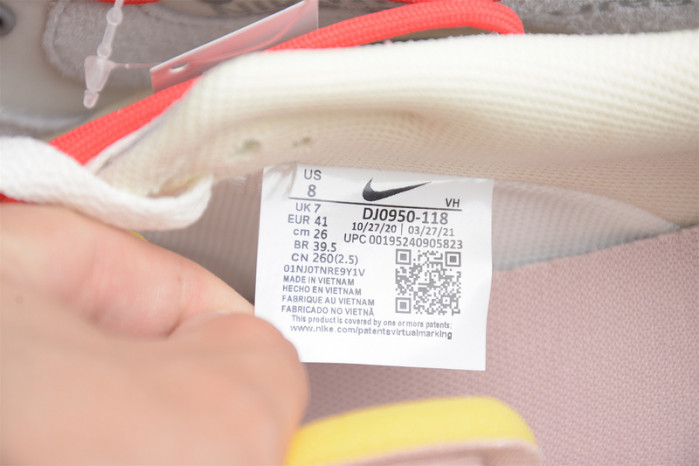 US
8
VH
UK 7
DJ0950-118
EUR 41
10/27/20 | 03/27/21
cm 26
UPC 00195240905823
BR 39.5
CN 260(2.5)
01NJ0TNRE9Y1V
MADE IN VIETNAM
HECHO EN VIETNAM
FABRIQUE AU VIETNAM
FABRICADO NO VIETNÃ
This product is covered by one or more patents:
www.nike.com/patentsvirtualmarking